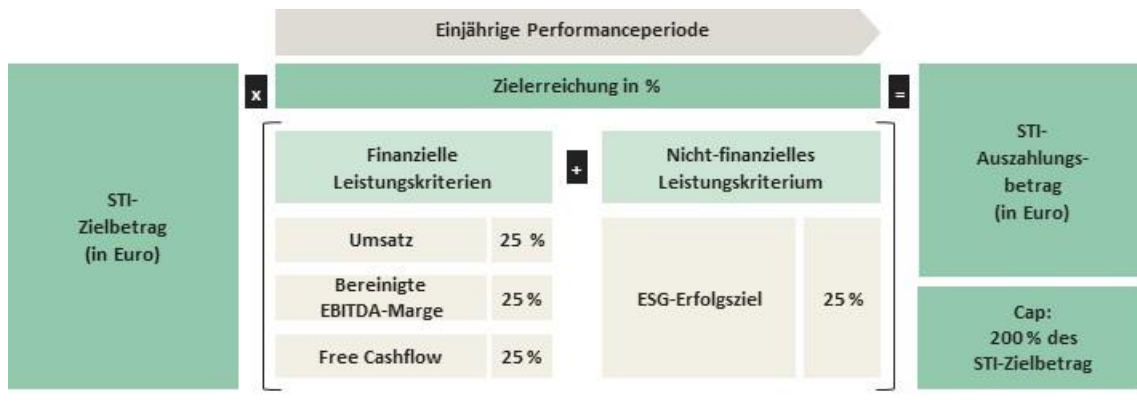 Einjährige Performanceperiode
STI-
Zielbetrag
(in Euro)
x
Zielerreichung in %
Finanzielle
Leistungskriterien
Umsatz
25 %
Bereinigte
EBITDA-Marge
25 %
Free Cashflow
25 %
+
Nicht-finanzielles
Leistungskriterium
ESG-Erfolgsziel
25 %
=
STI-
Auszahlungs-
betrag
(in Euro)
Cap:
200 % des
STI-Zielbetrag